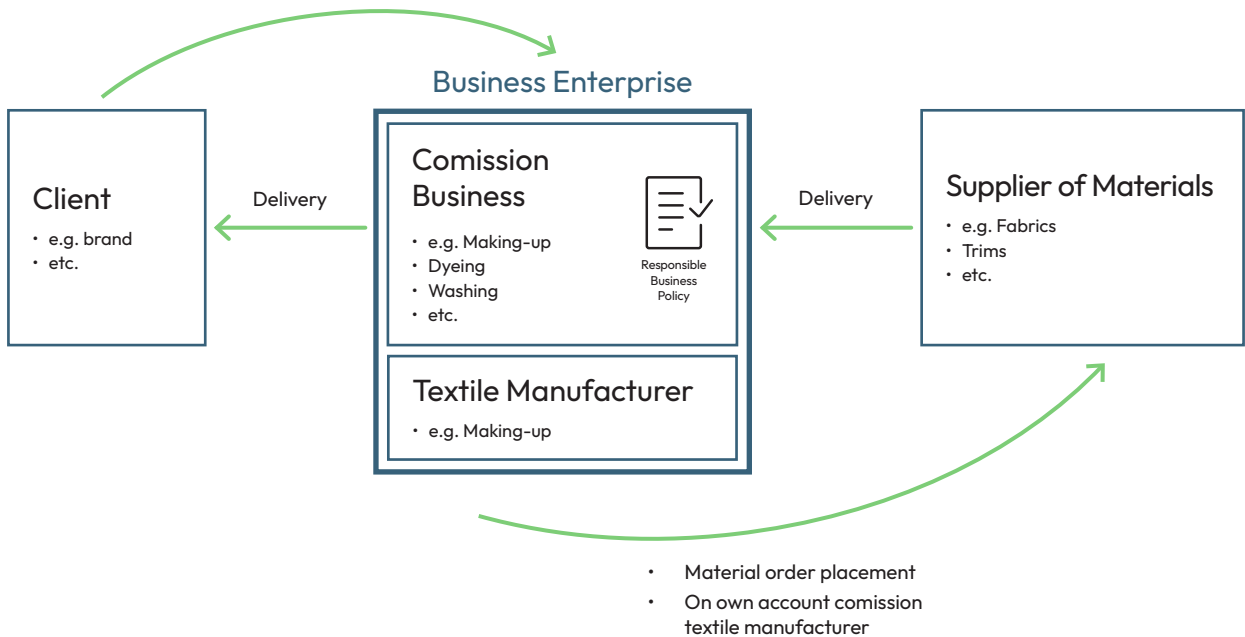 Business Enterprise
Client
• e.g. brand
• etc.
Delivery
Comission
Business
• e.g. Making-up
• Dyeing
• Washing
• etc.
Responsible
Business
Policy
Textile Manufacturer
• e.g. Making-up
Delivery
Supplier of Materials
• e.g. Fabrics
• Trims
• etc.
• Material order placement
• On own account comission
textile manufacturer